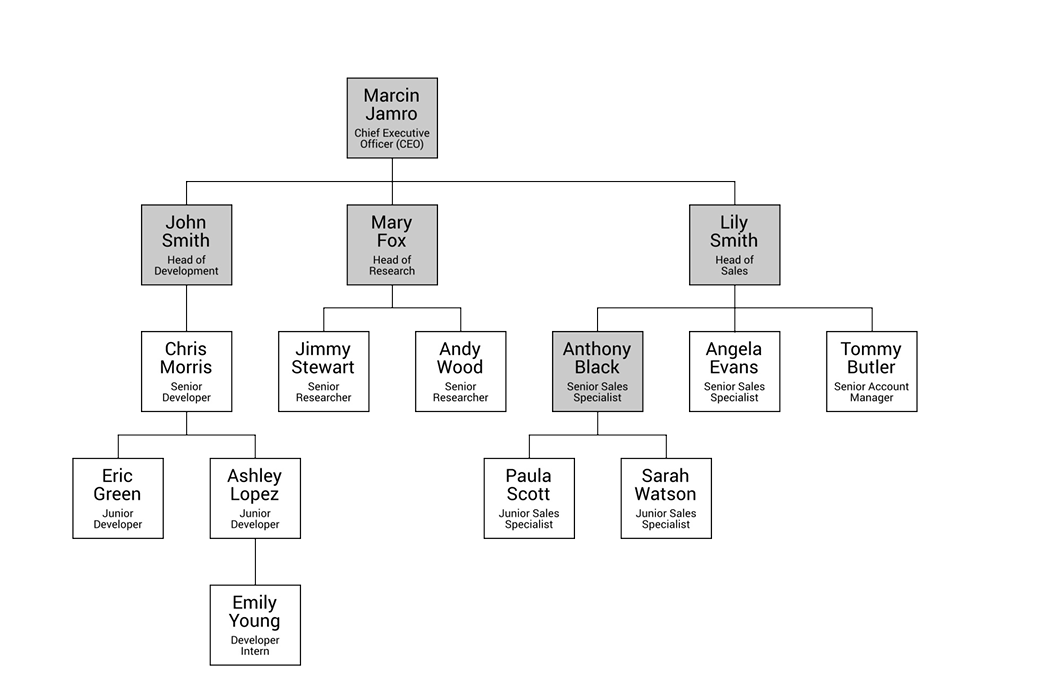 Marcin
Jamro
Chief Executive
Officer (CEO)
John
Smith
Head of
Development
Mary
Fox
Head of
Research
Lily
Smith
Head of
Sales
Chris
Morris
Senior
Developer
Jimmy
Stewart
Senior
Researcher
Andy
Wood
Senior
Researcher
Anthony
Black
Senior Sales
Specialist
Angela
Evans
Senior Sales
Specialist
Tommy
Butler
Senior Account
Manager
Eric
Green
Junior
Developer
Ashley
Lopez
Junior
Developer
Paula
Scott
Junior Sales
Specialist
Sarah
Watson
Junior Sales
Specialist
Emily
Young
Developer
Intern